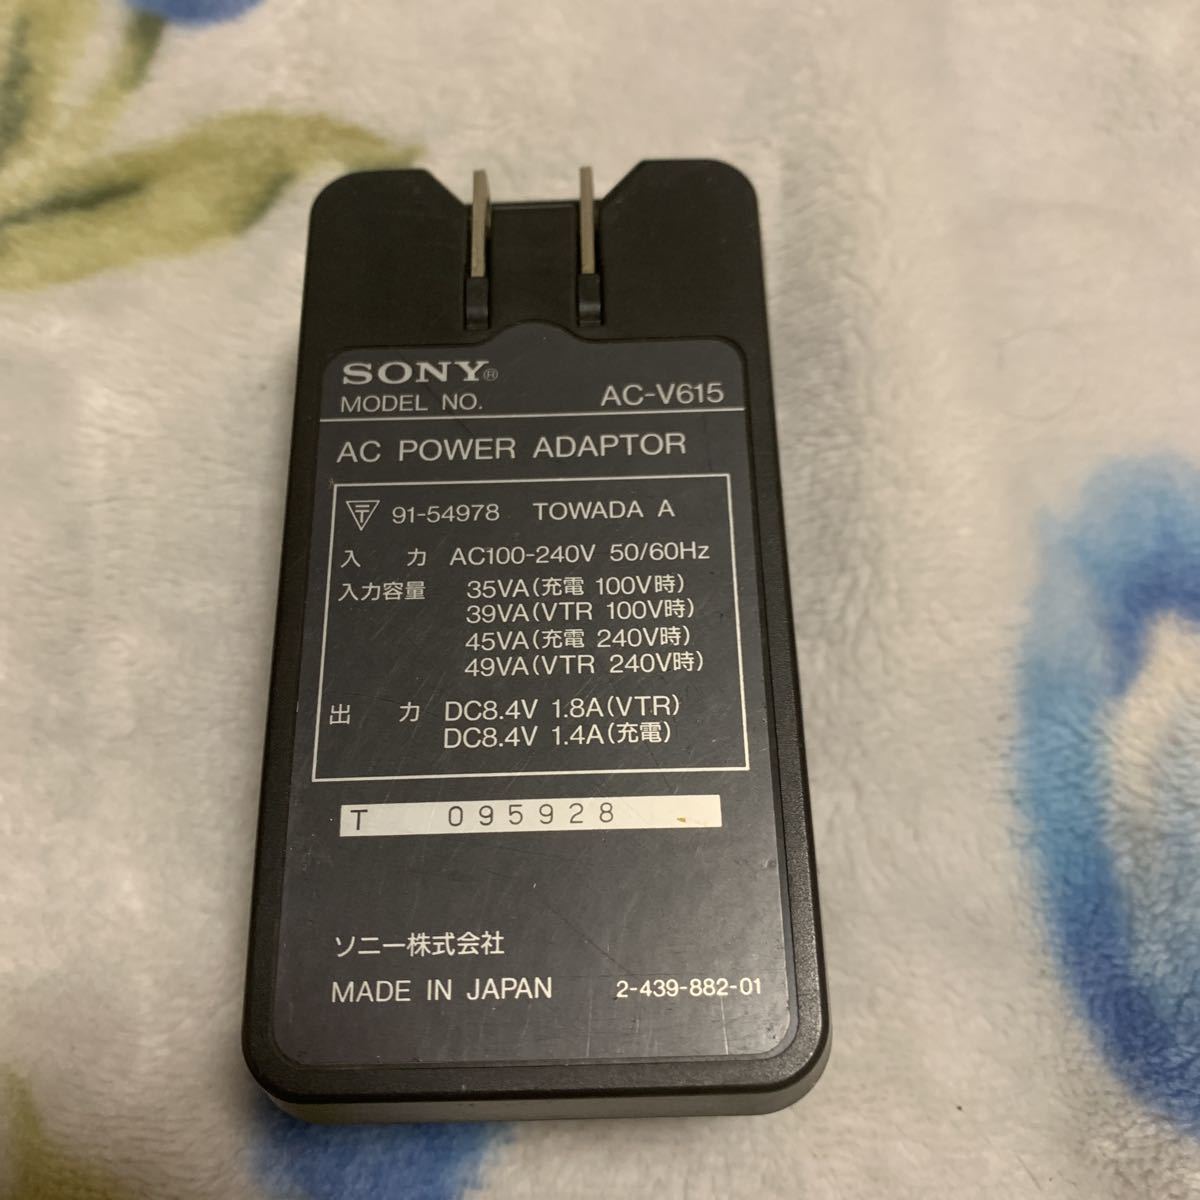 SONY®
MODEL NO. AC-V615
AC POWER ADAPTOR
〒 91-54978 TOWADA A
入 力 AC100-240V 50/60Hz
入力容量 35VA(充電 100V時)
39VA(VTR 100V時)
45VA(充電 240V時)
49VA(VTR 240V時)
出 力 DC8.4V 1.8A(VTR)
DC8.4V 1.4A(充電)
T 095928
ソニー株式会社
MADE IN JAPAN 2-439-882-01